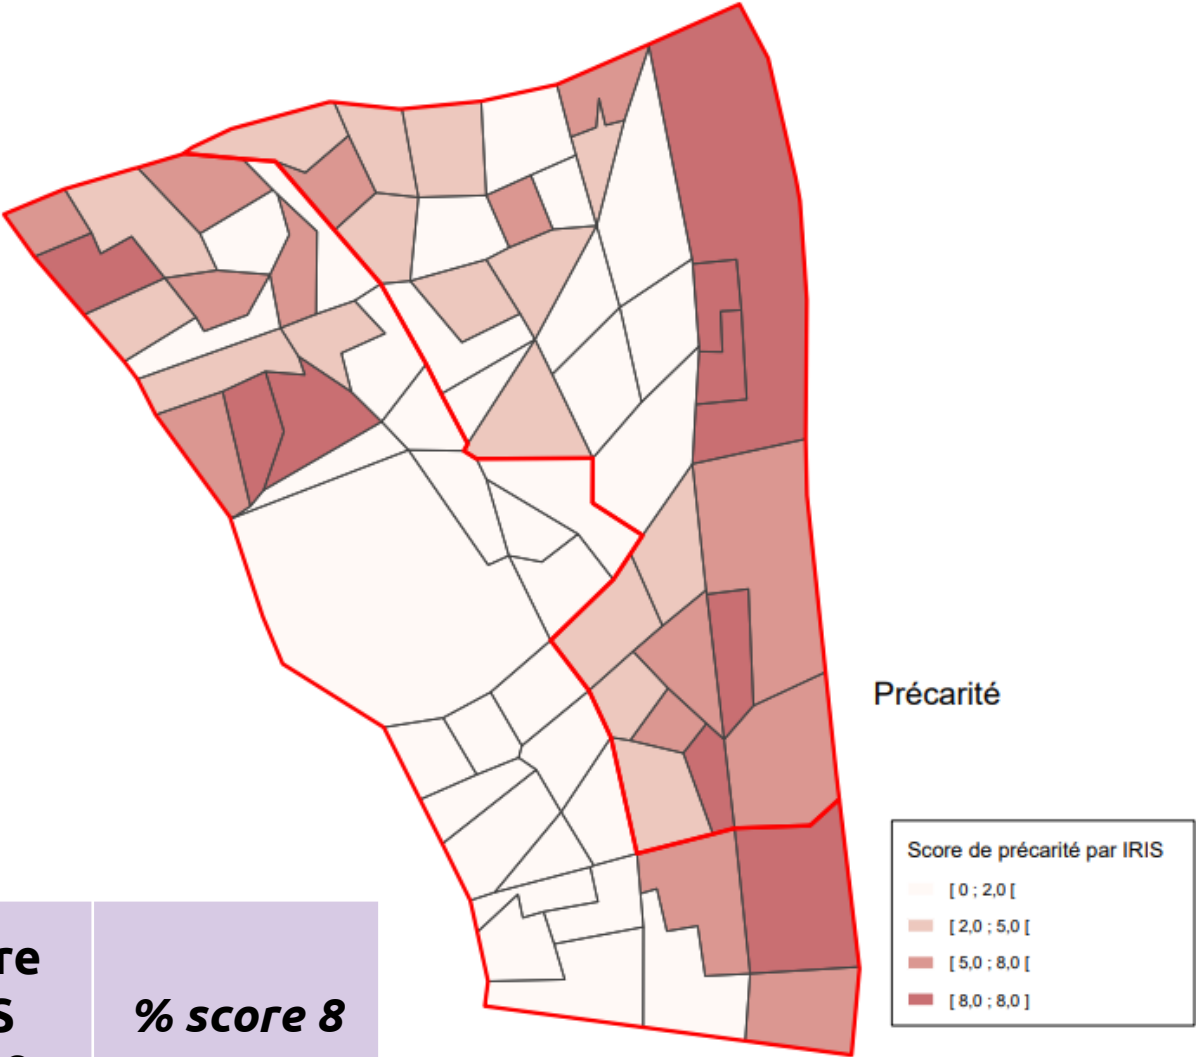 Précarité
Score de précarité par IRIS
[ 0 ; 2,0 [
[ 2,0 ; 5,0 [
[ 5,0 ; 8,0 [
[ 8,0 ; 8,0 ]
% score 8